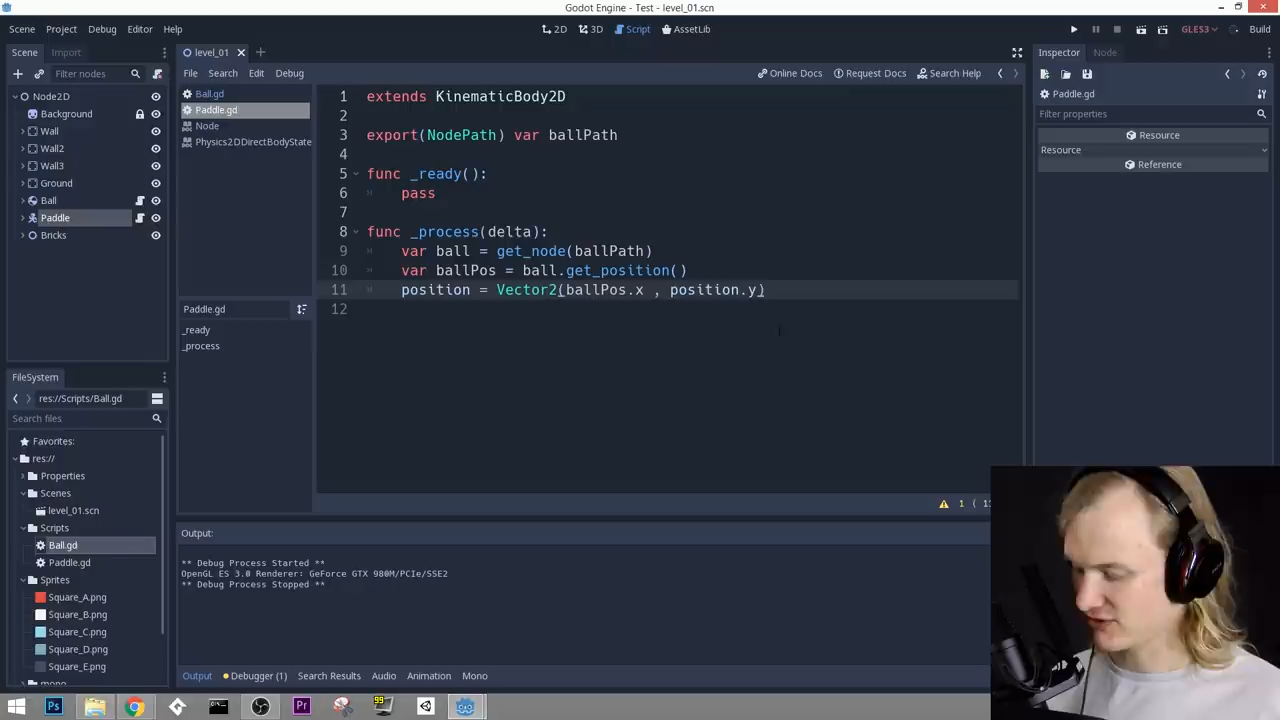 Godot Engine - Test - level_01.scn
Scene Project Debug Editor Help
2D 3D Script AssetLib
GLES3 Build
Scene Import
Filter nodes
Node2D
Background
Wall
Wall2
Wall3
Ground
Ball
Paddle
Bricks
FileSystem
res://Scripts/Ball.gd
Search files
Favorites:
res://
Properties
Scenes
level_01.scn
Scripts
Ball.gd
Paddle.gd
Sprites
Square_A.png
Square_B.png
Square_C.png
Square_D.png
Square_E.png
mono
level_01
File Search Edit Debug
Online Docs Request Docs Search Help
Ball.gd
Paddle.gd
Node
Physics2DDirectBodyState
Paddle.gd
_ready
_process
1 extends KinematicBody2D
2
3 export(NodePath) var ballPath
4
5 func _ready():
6 pass
7
8 func _process(delta):
9 var ball = get_node(ballPath)
10 var ballPos = ball.get_position()
11 position = Vector2(ballPos.x , position.y)
12
1 (
Output:
** Debug Process Started **
OpenGL ES 3.0 Renderer: GeForce GTX 980M/PCIe/SSE2
** Debug Process Stopped **
Output Debugger (1) Search Results Audio Animation Mono
Inspector Node
Paddle.gd
Filter properties
Resource
Resource
Reference
Ps
Pr
99